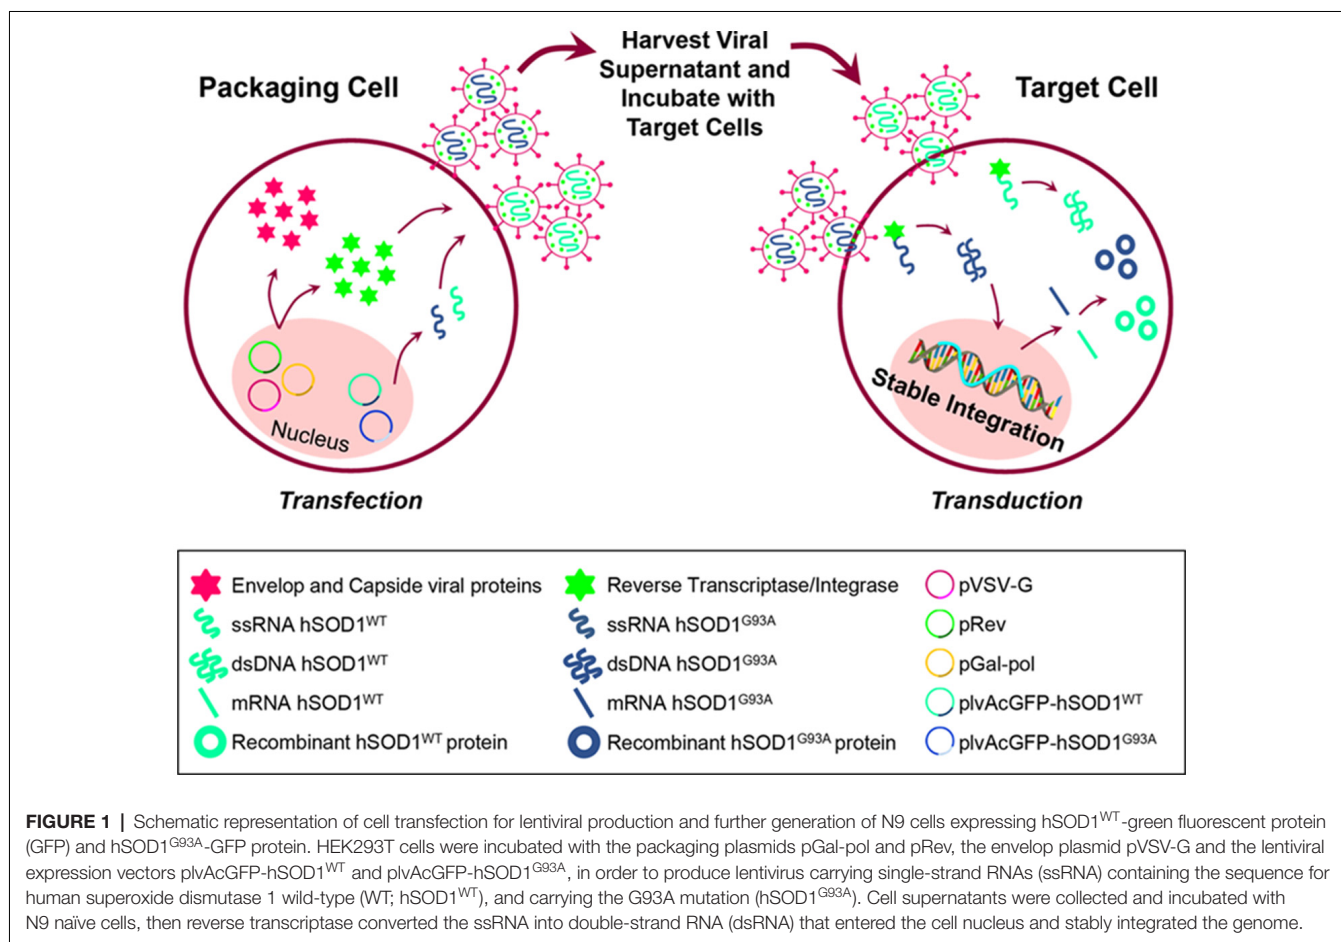 Packaging Cell
Harvest Viral
Supernatant and
Incubate with
Target Cells
Target Cell
Nucleus
Stable Integration
Transfection
Transduction
Envelop and Capside viral proteins
ssRNA hSOD1WT
dsDNA hSOD1WT
mRNA hSOD1WT
Recombinant hSOD1WT protein
Reverse Transcriptase/Integrase
ssRNA hSOD1G93A
dsDNA hSOD1G93A
mRNA hSOD1G93A
Recombinant hSOD1G93A protein
pVSV-G
pRev
pGal-pol
plvAcGFP-hSOD1WT
plvAcGFP-hSOD1G93A
FIGURE 1 | Schematic representation of cell transfection for lentiviral production and further generation of N9 cells expressing hSOD1WT-green fluorescent protein
(GFP) and hSOD1G93A-GFP protein. HEK293T cells were incubated with the packaging plasmids pGal-pol and pRev, the envelop plasmid pVSV-G and the lentiviral
expression vectors plvAcGFP-hSOD1WT and plvAcGFP-hSOD1G93A, in order to produce lentivirus carrying single-strand RNAs (ssRNA) containing the sequence for
human superoxide dismutase 1 wild-type (WT; hSOD1WT), and carrying the G93A mutation (hSOD1G93A). Cell supernatants were collected and incubated with
N9 naïve cells, then reverse transcriptase converted the ssRNA into double-strand RNA (dsRNA) that entered the cell nucleus and stably integrated the genome.